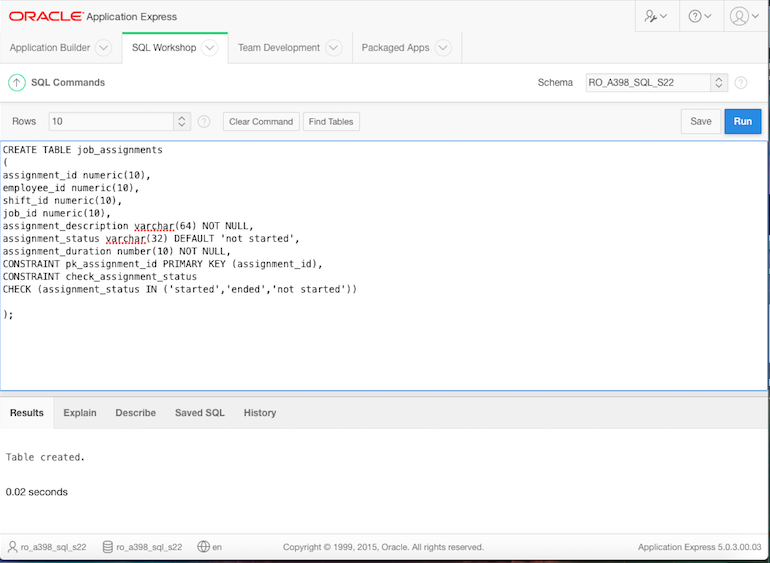 ORACLE Application Express
Application Builder SQL Workshop Team Development Packaged Apps
SQL Commands Schema RO_A398_SQL_S22
Rows 10 Clear Command Find Tables Save Run
CREATE TABLE job_assignments
(
assignment_id numeric(10),
employee_id numeric(10),
shift_id numeric(10),
job_id numeric(10),
assignment_description varchar(64) NOT NULL,
assignment_status varchar(32) DEFAULT 'not started',
assignment_duration number(10) NOT NULL,
CONSTRAINT pk_assignment_id PRIMARY KEY (assignment_id),
CONSTRAINT check_assignment_status
CHECK (assignment_status IN ('started','ended','not started'))
);
Results Explain Describe Saved SQL History
Table created.
0.02 seconds
ro_a398_sql_s22 ro_a398_sql_s22 en Copyright © 1999, 2015, Oracle. All rights reserved. Application Express 5.0.3.00.03